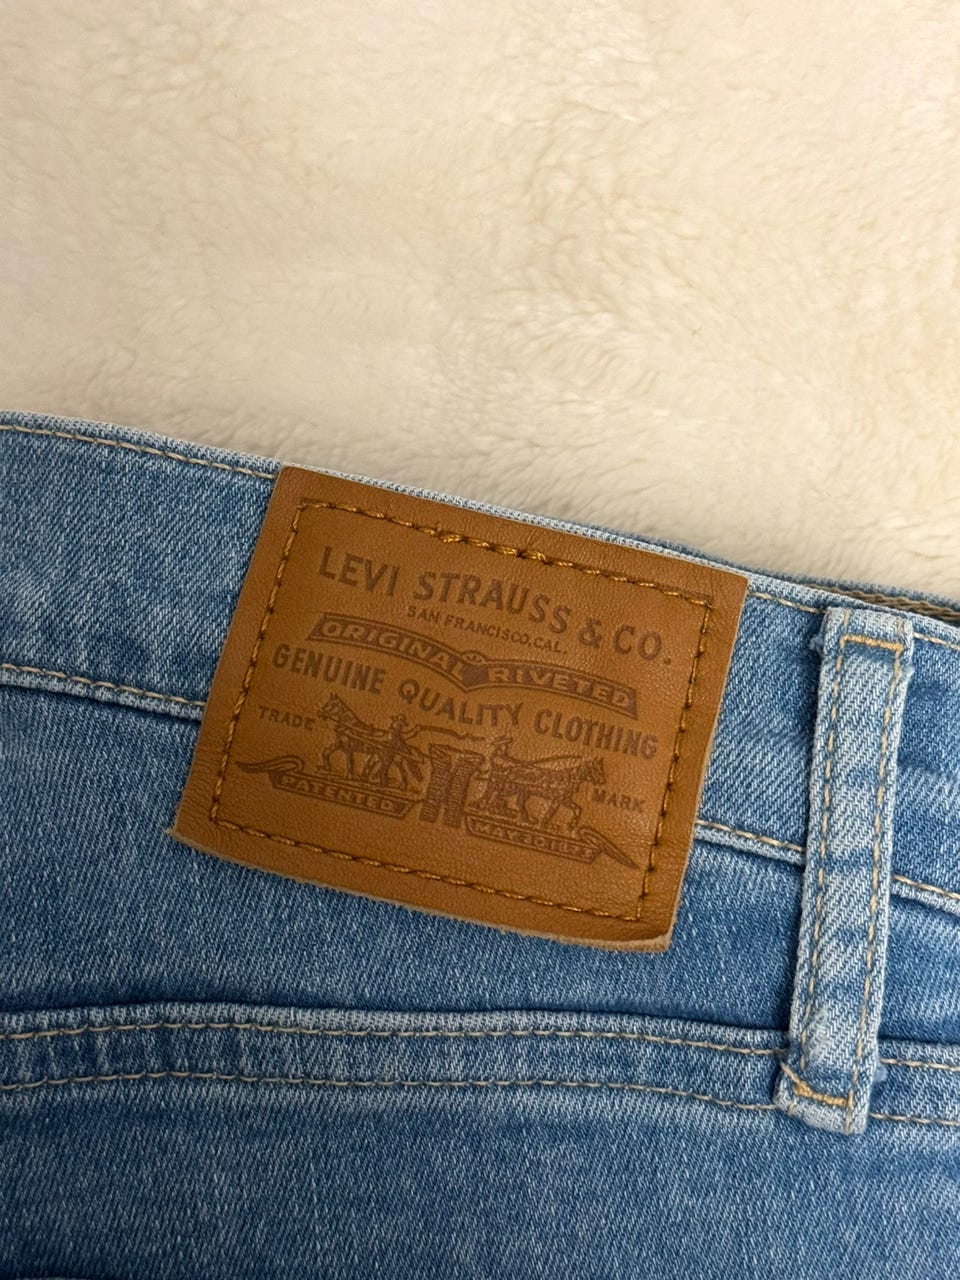 LEVI STRAUSS & CO.
SAN FRANCISCO, CAL.
ORIGINAL RIVETED
GENUINE QUALITY CLOTHING
TRADE MARK
PATENTED MAY 20 1873